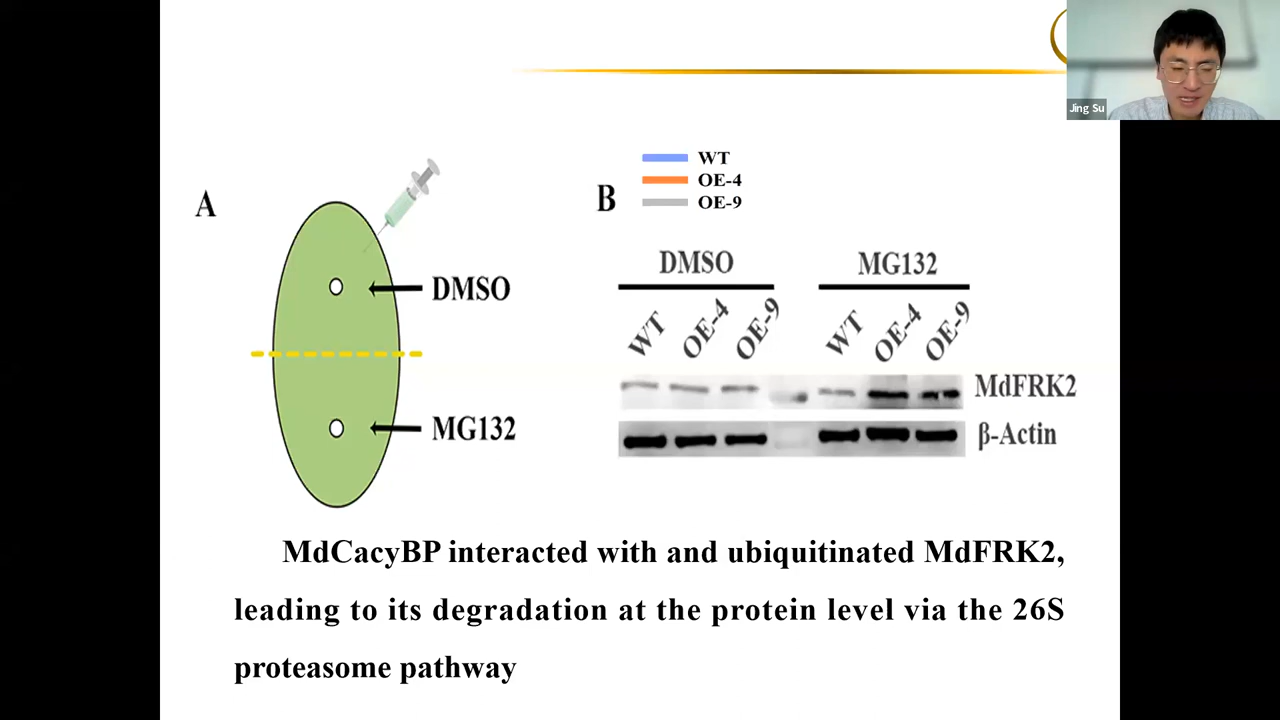 Jing Su
A
DMSO
MG132
B
WT
OE-4
OE-9
DMSO
MG132
WT
OE-4
OE-9
WT
OE-4
OE-9
MdFRK2
β-Actin
MdCacyBP interacted with and ubiquitinated MdFRK2,
leading to its degradation at the protein level via the 26S
proteasome pathway